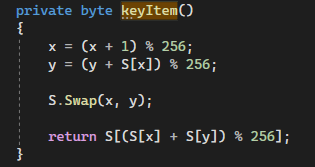 private byte keyItem()
{
x = (x + 1) % 256;
y = (y + S[x]) % 256;
S.Swap(x, y);
return S[(S[x] + S[y]) % 256];
}